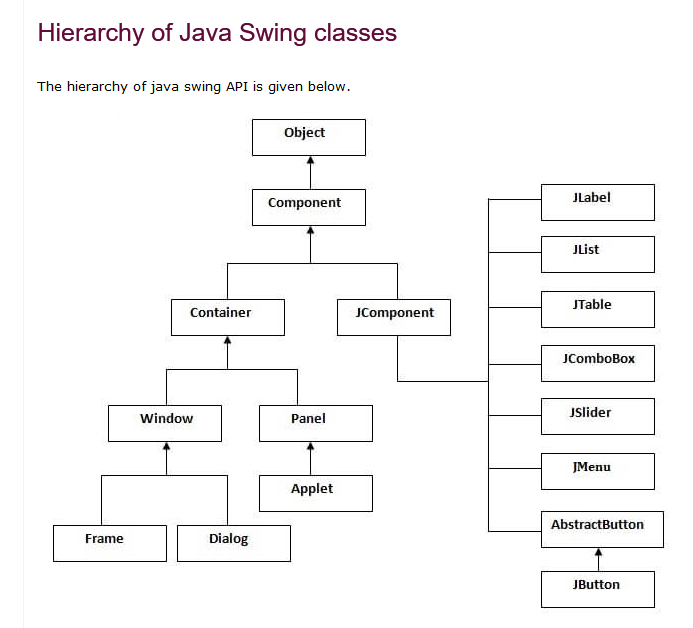 Hierarchy of Java Swing classes
The hierarchy of java swing API is given below.
Object
Component
Container
JComponent
Window
Panel
Applet
Frame
Dialog
JLabel
JList
JTable
JComboBox
JSlider
JMenu
AbstractButton
JButton